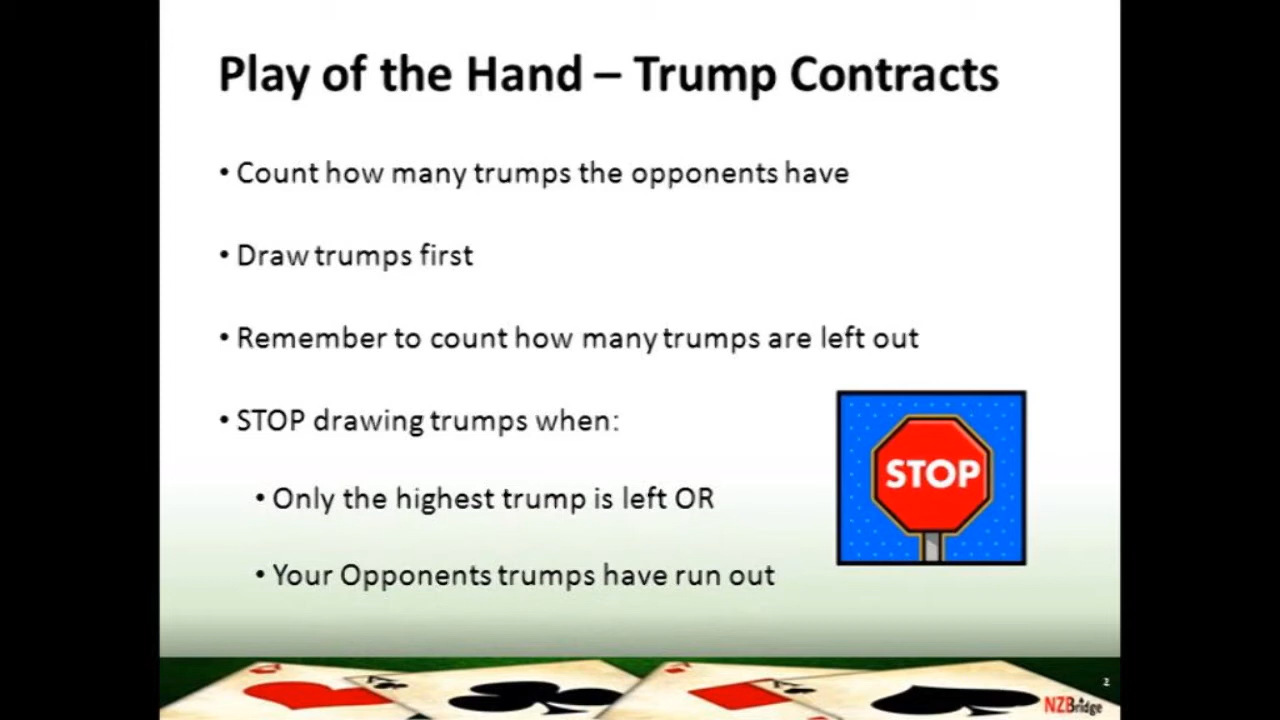 Play of the Hand – Trump Contracts
• Count how many trumps the opponents have
• Draw trumps first
• Remember to count how many trumps are left out
• STOP drawing trumps when:
STOP
• Only the highest trump is left OR
• Your Opponents trumps have run out
2
NZBridge